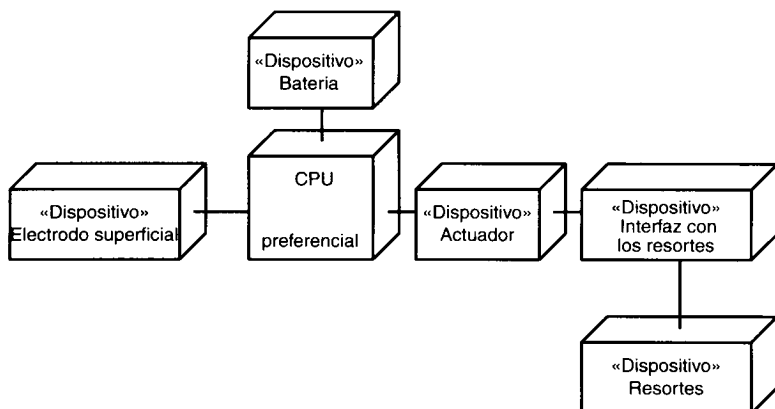 «Dispositivo»
Bateria
CPU
preferencial
«Dispositivo»
Electrodo superficial
«Dispositivo»
Actuador
«Dispositivo»
Interfaz con
los resortes
«Dispositivo»
Resortes